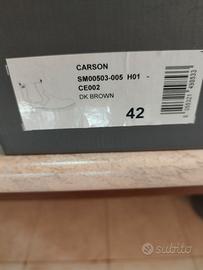 CARSON
SM00503-005 H01 -
CE002
DK BROWN
42
subito